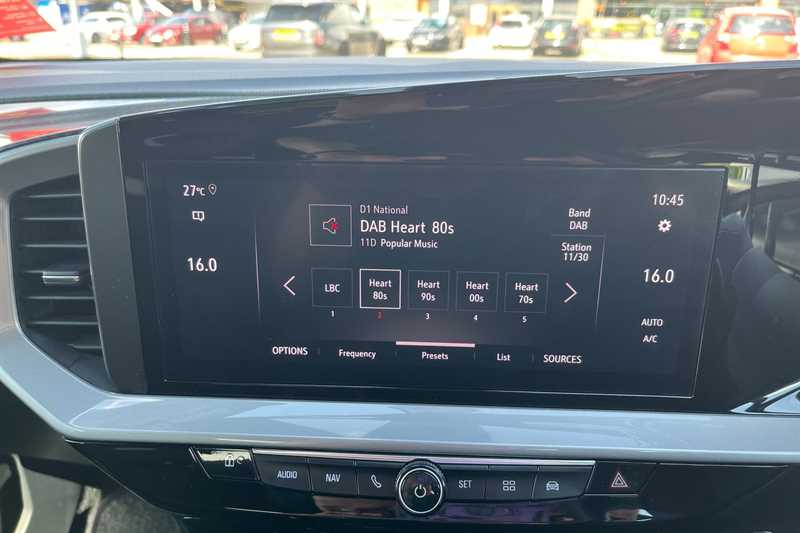 27°C
10:45
D1 National
DAB Heart 80s
11D Popular Music
Band
DAB
Station
11/30
16.0
16.0
LBC
Heart
80s
Heart
90s
Heart
00s
Heart
70s
1
2
3
4
5
AUTO
A/C
OPTIONS
Frequency
Presets
List
SOURCES
AUDIO
NAV
SET